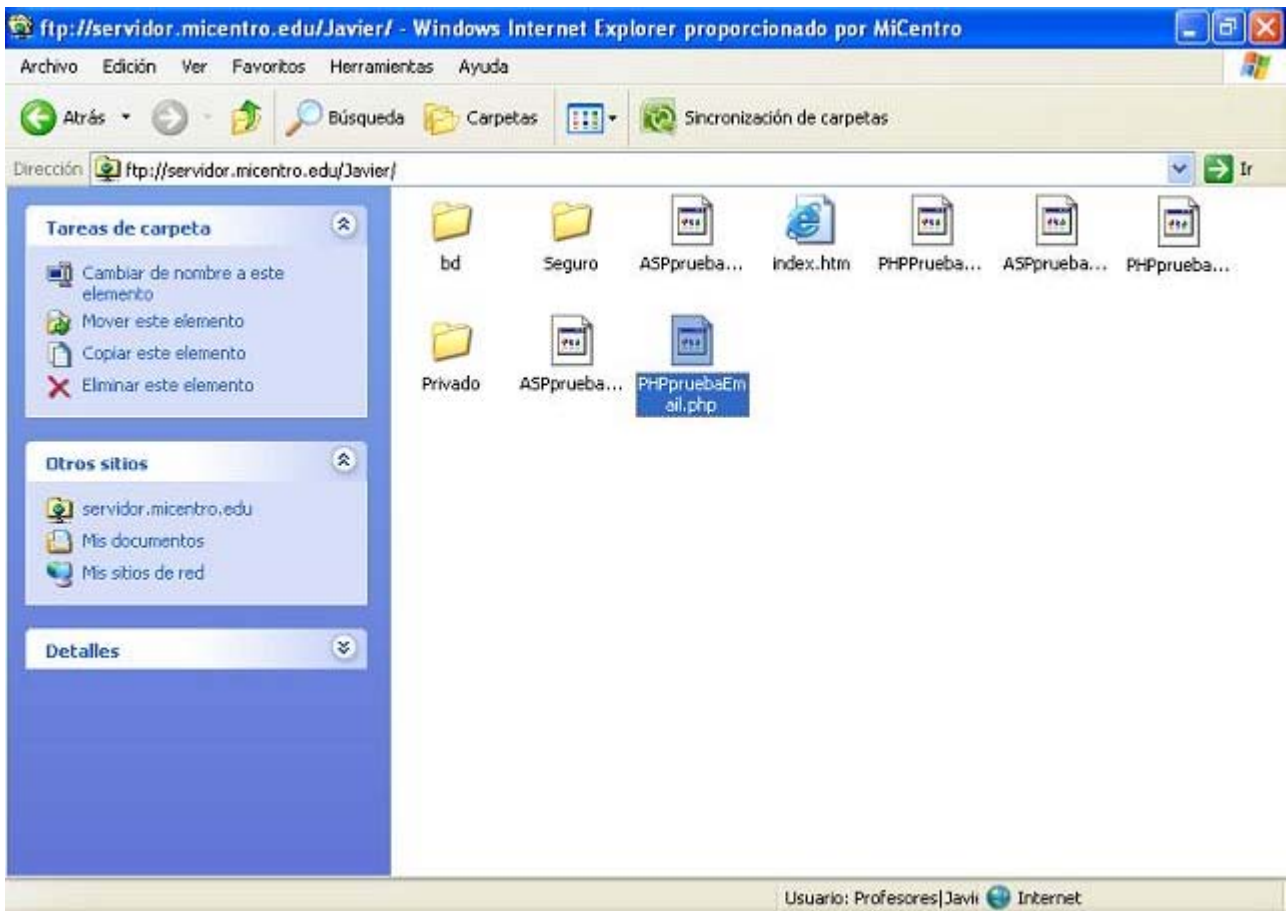 ftp://servidor.micentro.edu/Javier/ - Windows Internet Explorer proporcionado por MiCentro
Archivo Edición Ver Favoritos Herramientas Ayuda
Atrás Búsqueda Carpetas Sincronización de carpetas
Dirección ftp://servidor.micentro.edu/Javier/ Ir
Tareas de carpeta
Cambiar de nombre a este
elemento
Mover este elemento
Copiar este elemento
Eliminar este elemento
Otros sitios
servidor.micentro.edu
Mis documentos
Mis sitios de red
Detalles
bd Seguro ASPprueba... index.htm PHPPrueba... ASPprueba... PHPprueba...
Privado ASPprueba... PHPpruebaEm
ail.php
Usuario: Profesores|Javie Internet